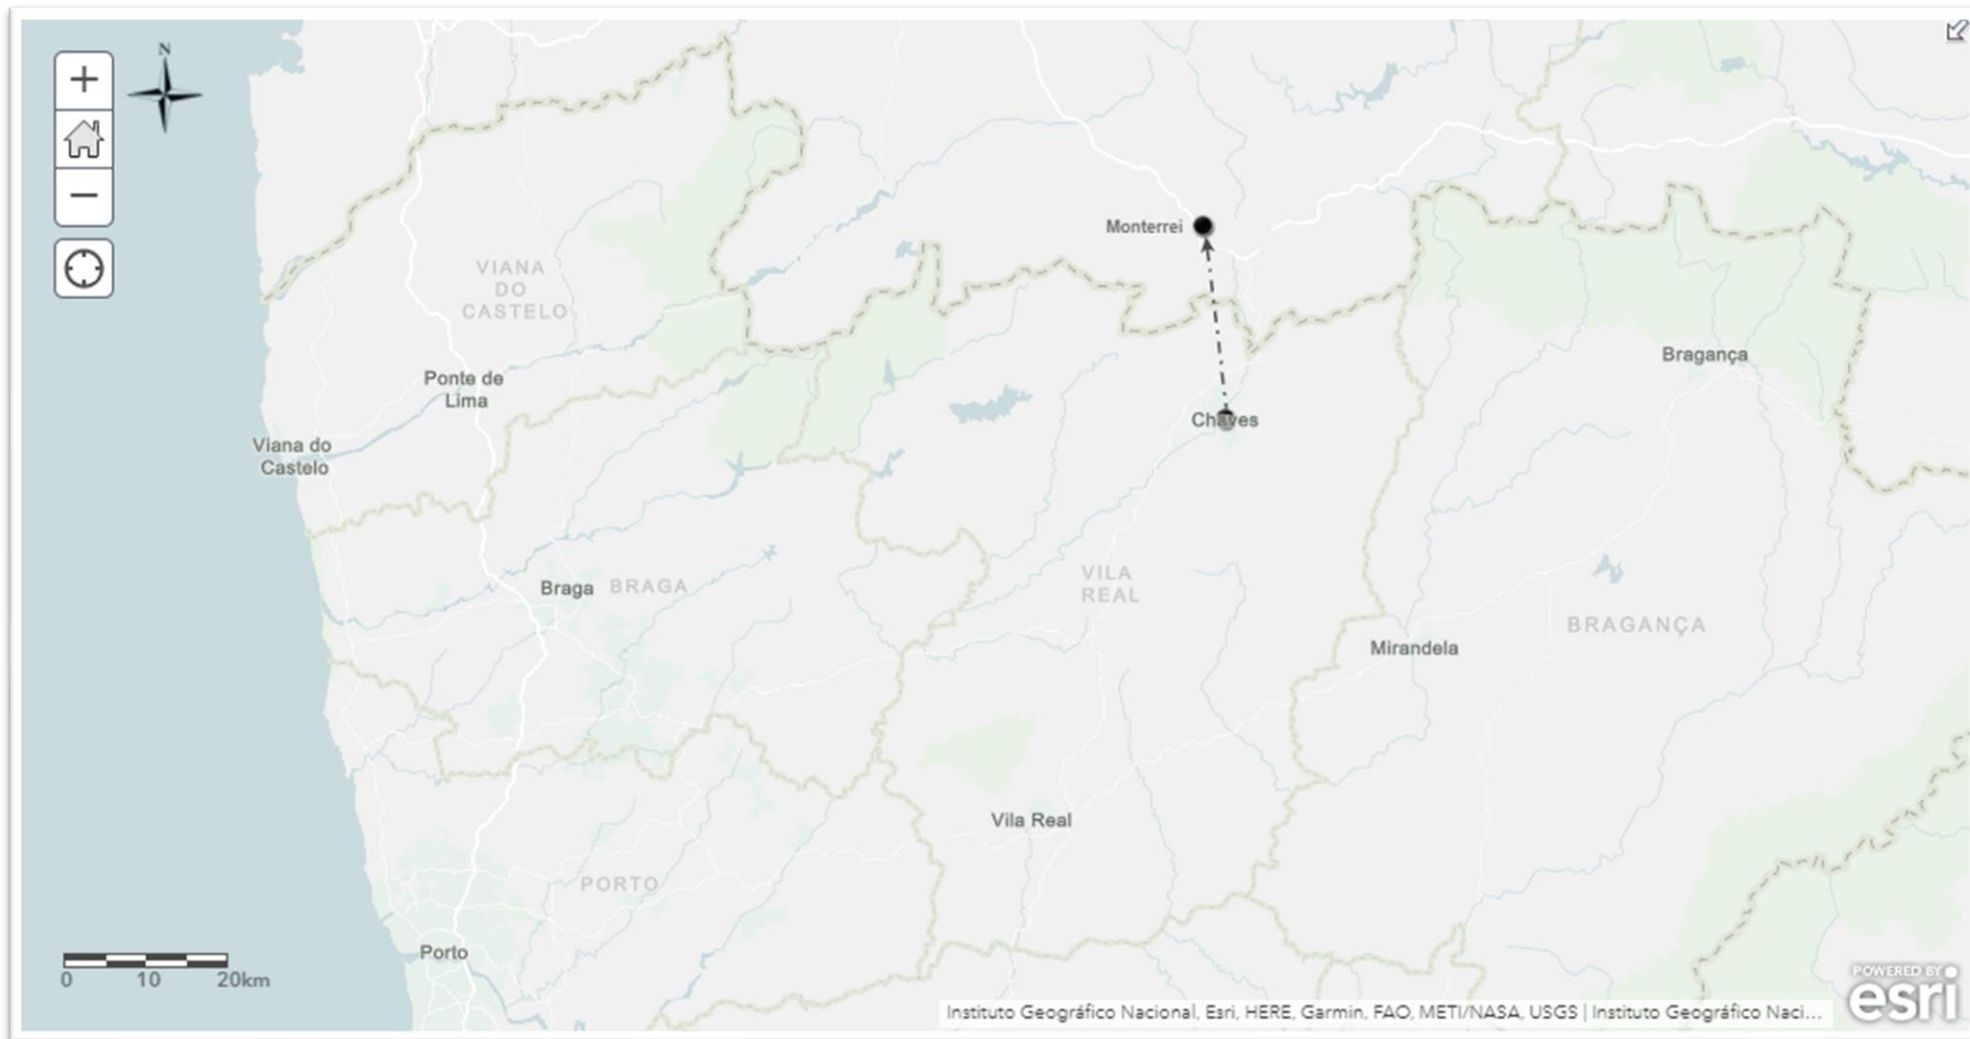 N
+
−
Monterrei
VIANA
DO
CASTELO
Bragança
Ponte de
Lima
Chaves
Viana do
Castelo
VILA
REAL
Braga
BRAGA
BRAGANÇA
Mirandela
Vila Real
PORTO
Porto
0 10 20km
POWERED BY
esri
Instituto Geográfico Nacional, Esri, HERE, Garmin, FAO, METI/NASA, USGS | Instituto Geográfico Naci...